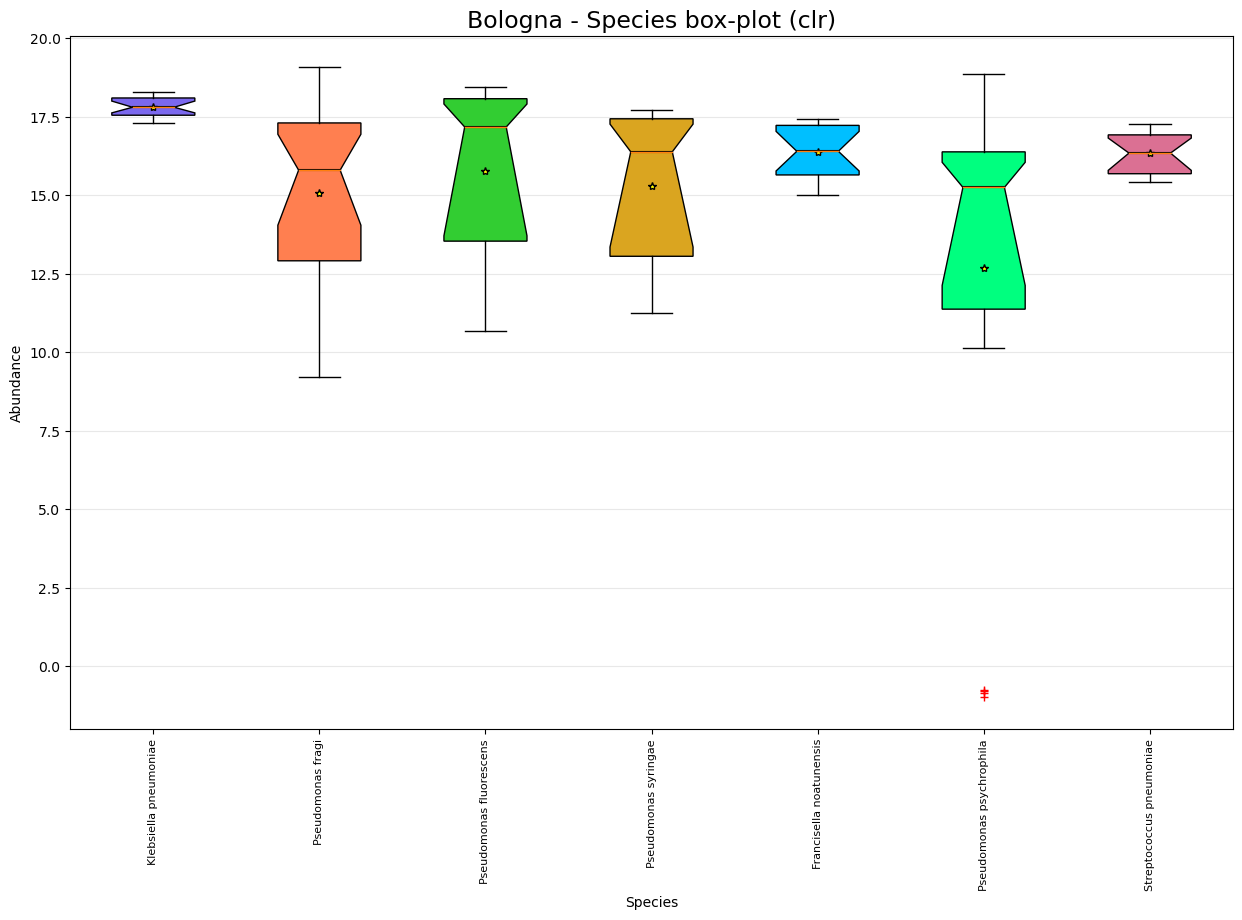 Bologna - Species box-plot (clr)
20.0
17.5
15.0
12.5
10.0
7.5
5.0
2.5
0.0
Abundance
Klebsiella pneumoniae
Pseudomonas fragi
Pseudomonas fluorescens
Pseudomonas syringae
Francisella noatunensis
Pseudomonas psychrophila
Streptococcus pneumoniae
Species